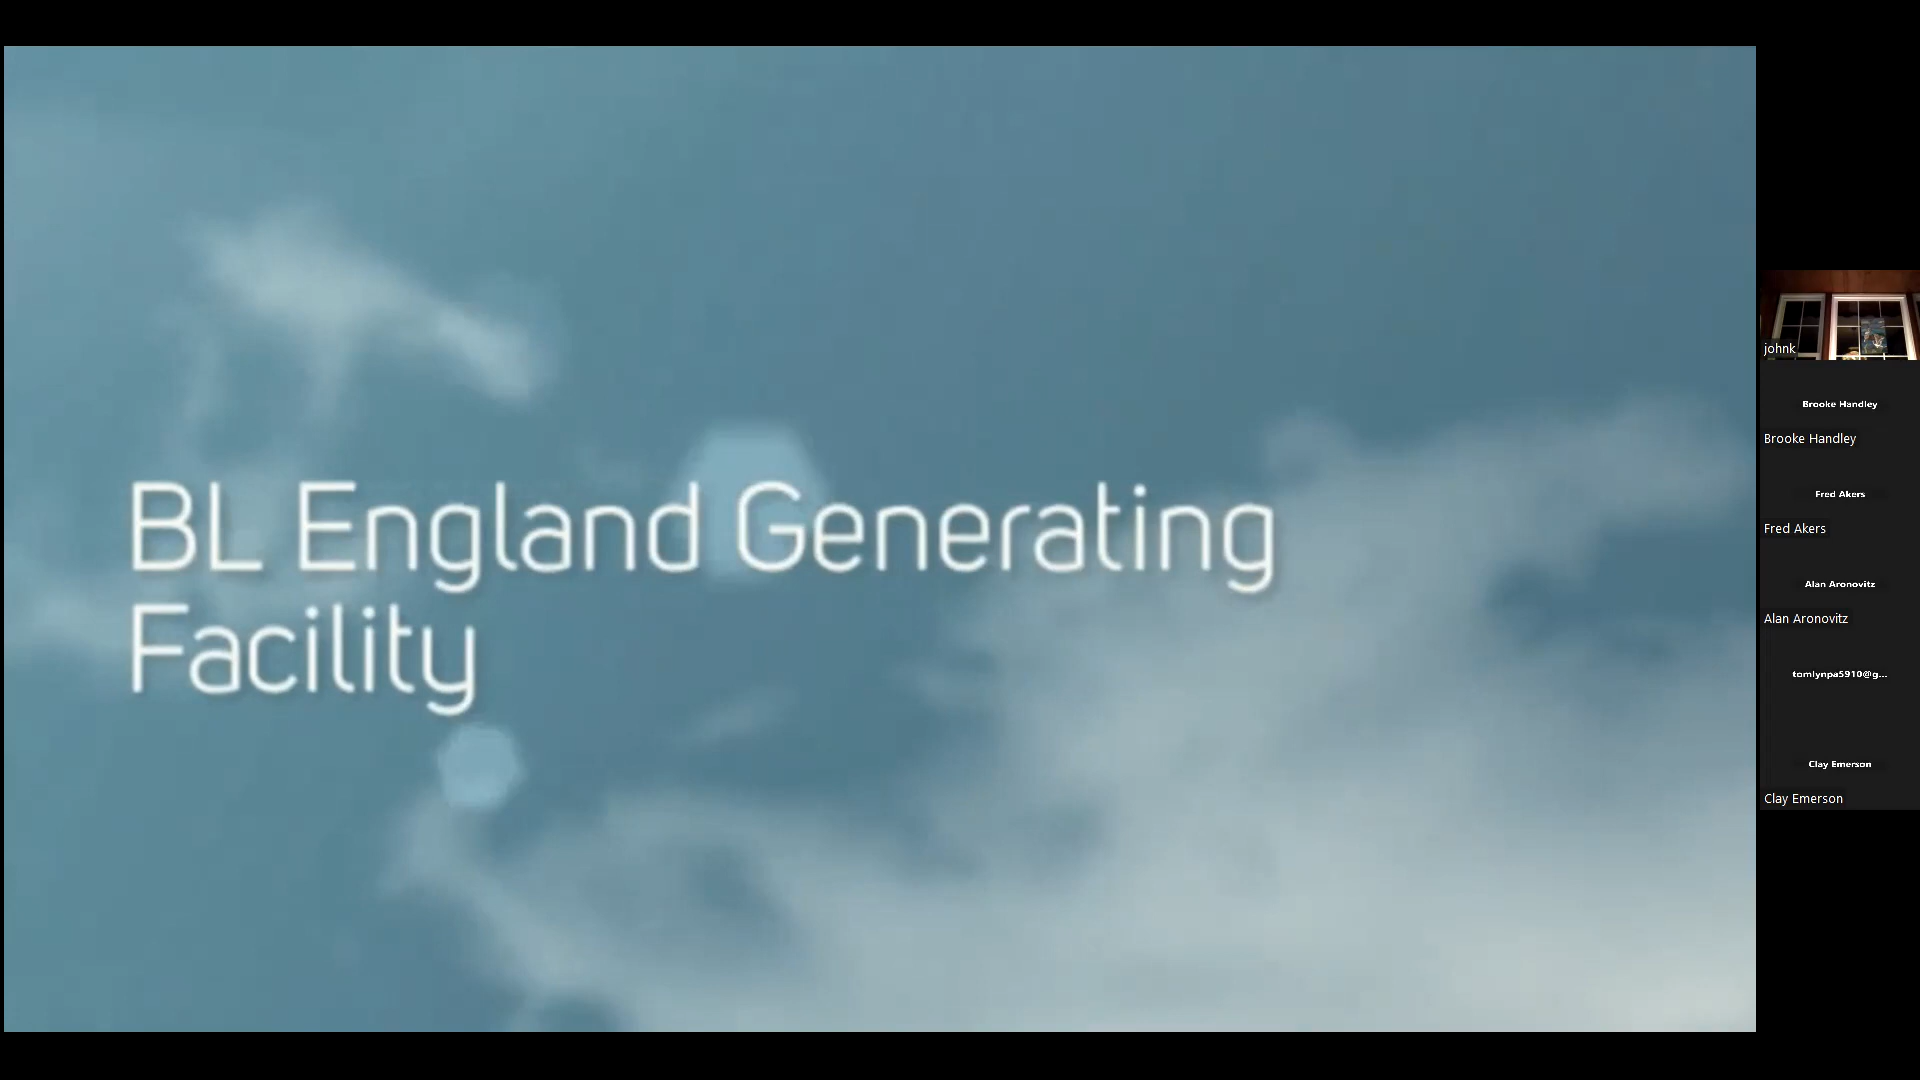 BL England Generating
Facility
johnk
Brooke Handley
Brooke Handley
Fred Akers
Fred Akers
Alan Aronovitz
Alan Aronovitz
tomlynpa5910@g...
Clay Emerson
Clay Emerson